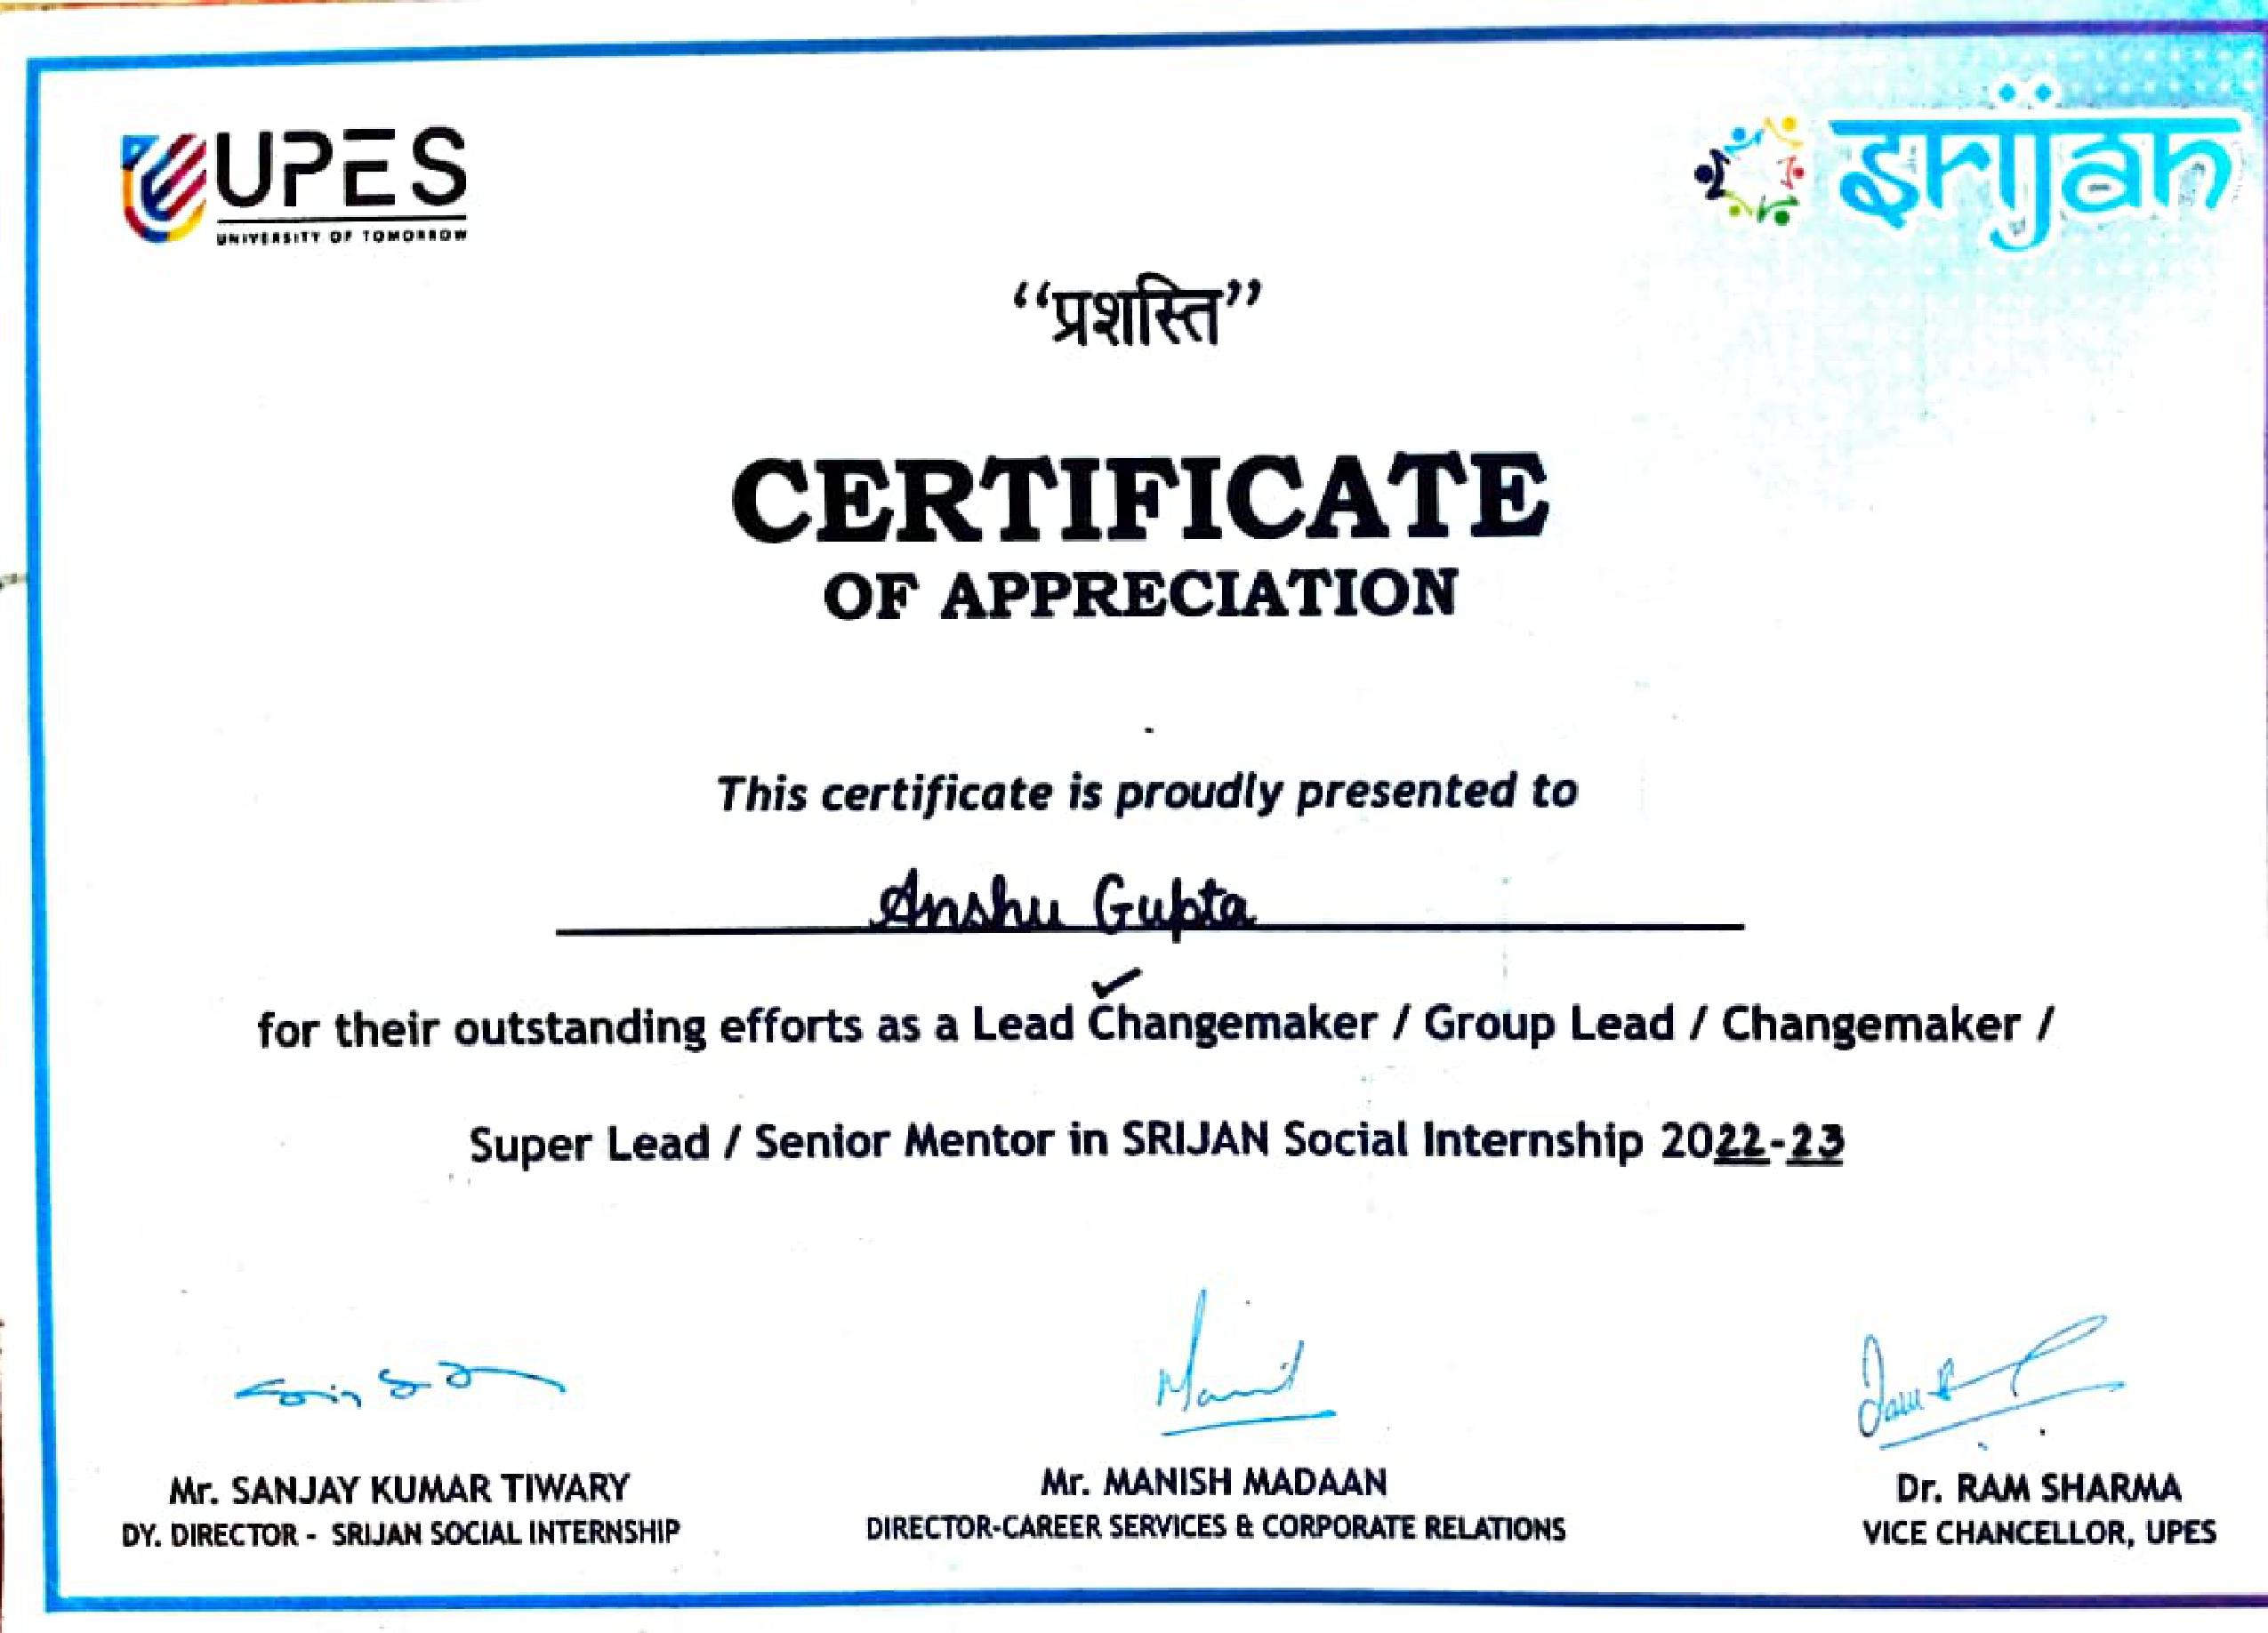 UPES
UNIVERSITY OF TOMORROW
srijan
“प्रशस्ति”
CERTIFICATE
OF APPRECIATION
This certificate is proudly presented to
Anshu Gupta
✓
for their outstanding efforts as a Lead Changemaker / Group Lead / Changemaker /
Super Lead / Senior Mentor in SRIJAN Social Internship 2022-23
Mr. SANJAY KUMAR TIWARY
DY. DIRECTOR - SRIJAN SOCIAL INTERNSHIP
Mr. MANISH MADAAN
DIRECTOR-CAREER SERVICES & CORPORATE RELATIONS
Dr. RAM SHARMA
VICE CHANCELLOR, UPES